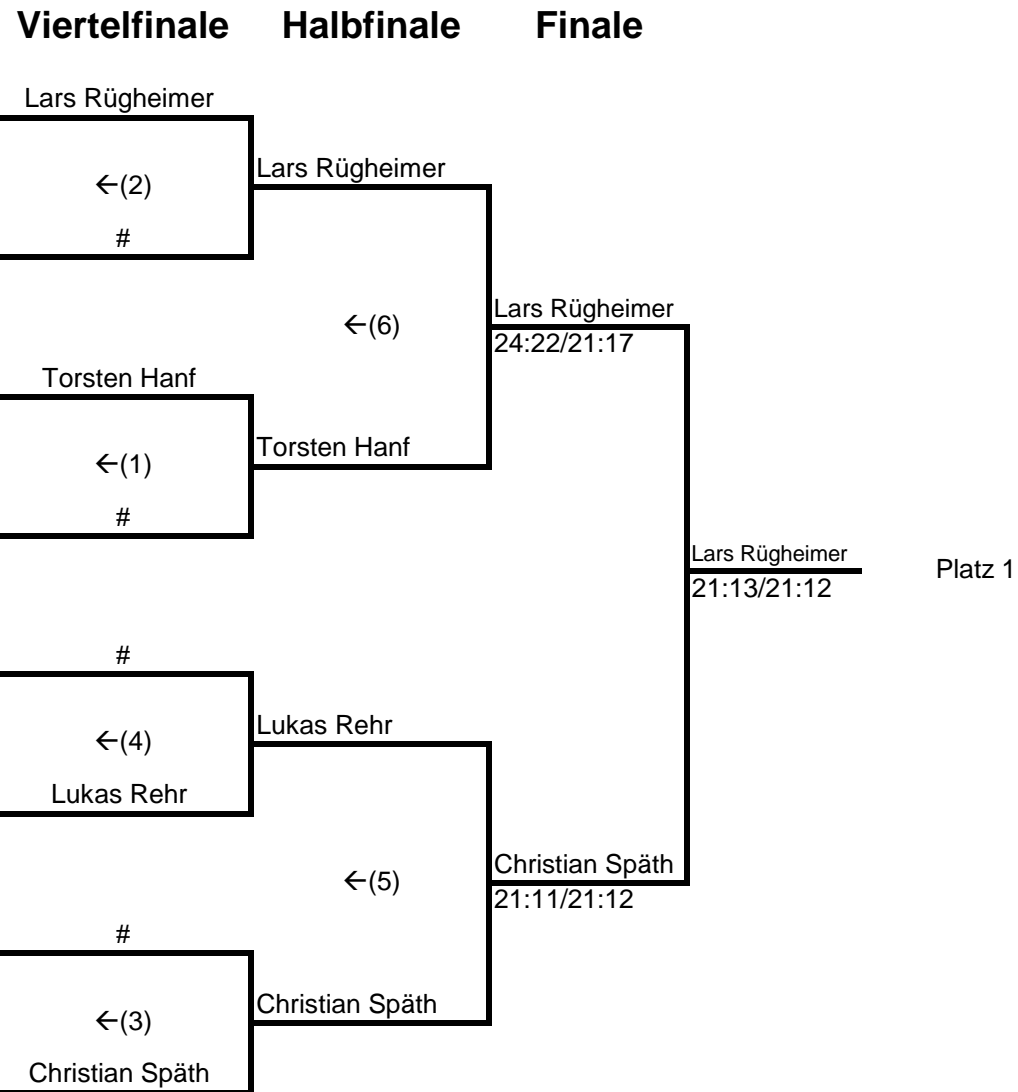 Viertelfinale Halbfinale Finale
Lars Rügheimer
Lars Rügheimer
←(2)
#
Lars Rügheimer
←(6)
24:22/21:17
Torsten Hanf
Torsten Hanf
←(1)
#
Lars Rügheimer
Platz 1
21:13/21:12
#
Lukas Rehr
←(4)
Lukas Rehr
Christian Späth
←(5)
21:11/21:12
#
Christian Späth
←(3)
Christian Späth